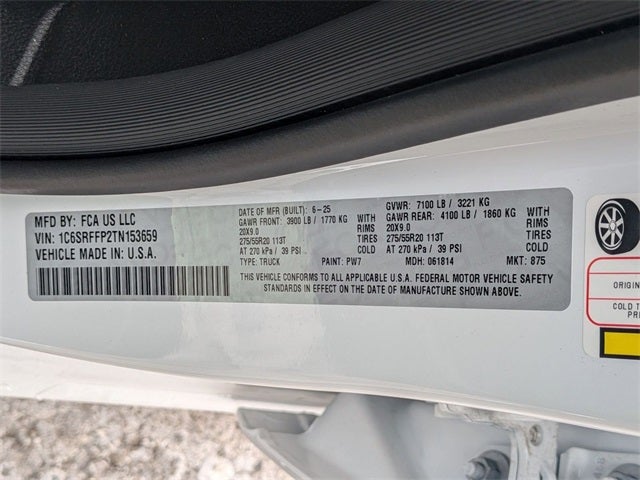 MFD BY: FCA US LLC
VIN: 1C6SRFFP2TN153659
VEHICLE MADE IN: U.S.A.
DATE OF MFR (BUILT): 6-25
GAWR FRONT: 3900 LB / 1770 KG WITH
20X9.0 RIMS
275/55R20 113T TIRES
AT 270 kPa / 39 PSI COLD
TYPE: TRUCK PAINT: PW7
GVWR: 7100 LB / 3221 KG
GAWR REAR: 4100 LB / 1860 KG WITH
20X9.0 RIMS
275/55R20 113T TIRES
AT 270 kPa / 39 PSI COLD
MDH: 061814 MKT: 875
THIS VEHICLE CONFORMS TO ALL APPLICABLE U.S.A. FEDERAL MOTOR VEHICLE SAFETY
STANDARDS IN EFFECT ON THE DATE OF MANUFACTURE SHOWN ABOVE.
ORIGIN
COLD T
PRE